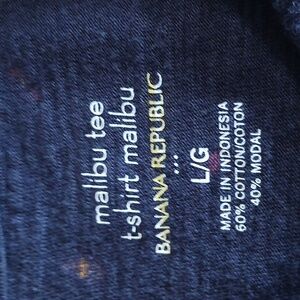 malibu tee
t-shirt malibu
BANANA REPUBLIC
...
L/G
MADE IN INDONESIA
60% COTTON/COTON
40% MODAL